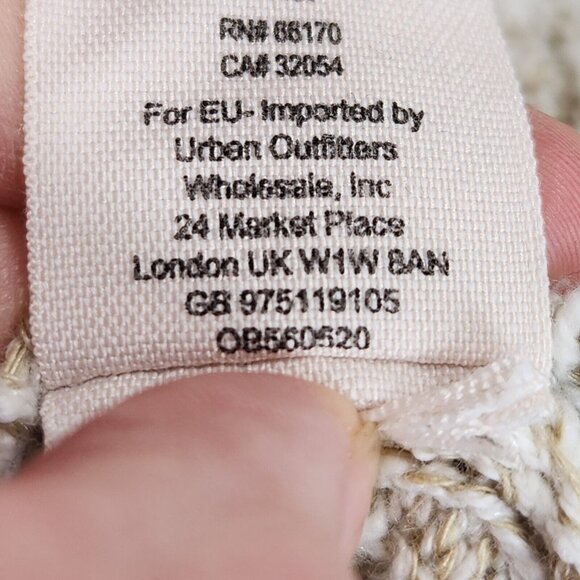 RN# 66170
CA# 32054
For EU- Imported by
Urban Outfitters
Wholesale, Inc
24 Market Place
London UK W1W 8AN
GB 975119105
OB560520